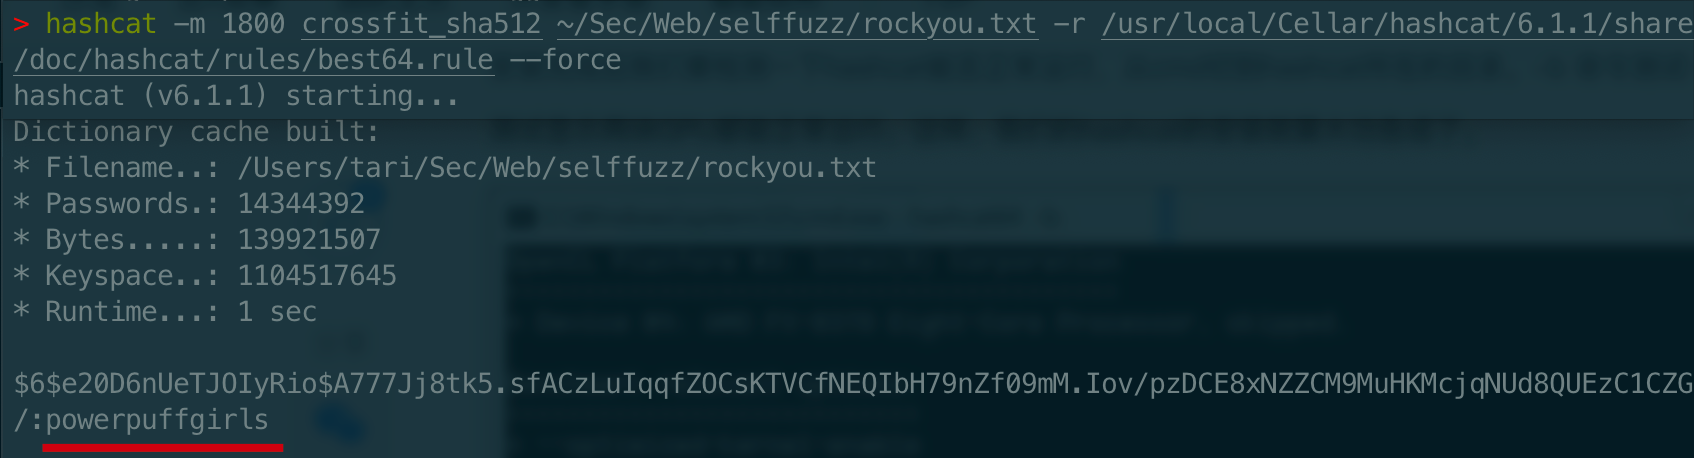 > hashcat -m 1800 crossfit_sha512 ~/Sec/Web/selffuzz/rockyou.txt -r /usr/local/Cellar/hashcat/6.1.1/share
/doc/hashcat/rules/best64.rule --force
hashcat (v6.1.1) starting...
Dictionary cache built:
* Filename..: /Users/tari/Sec/Web/selffuzz/rockyou.txt
* Passwords.: 14344392
* Bytes.....: 139921507
* Keyspace..: 1104517645
* Runtime...: 1 sec
$6$e20D6nUeTJOIyRio$A777Jj8tk5.sfACzLuIqqfZOCsKTVCfNEQIbH79nZf09mM.Iov/pzDCE8xNZZCM9MuHKMcjqNUd8QUEzC1CZG
/:powerpuffgirls